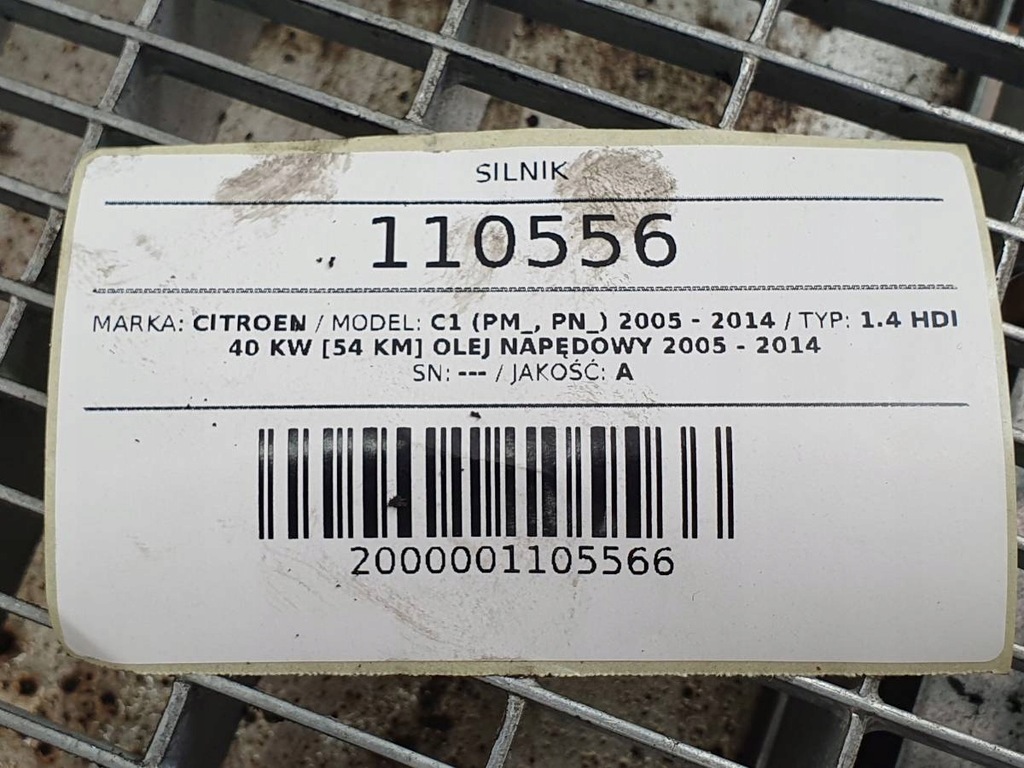 SILNIK
110556
MARKA: CITROEN / MODEL: C1 (PM_, PN_) 2005 - 2014 / TYP: 1.4 HDI
40 KW [54 KM] OLEJ NAPĘDOWY 2005 - 2014
SN: --- / JAKOŚĆ: A
2000001105566